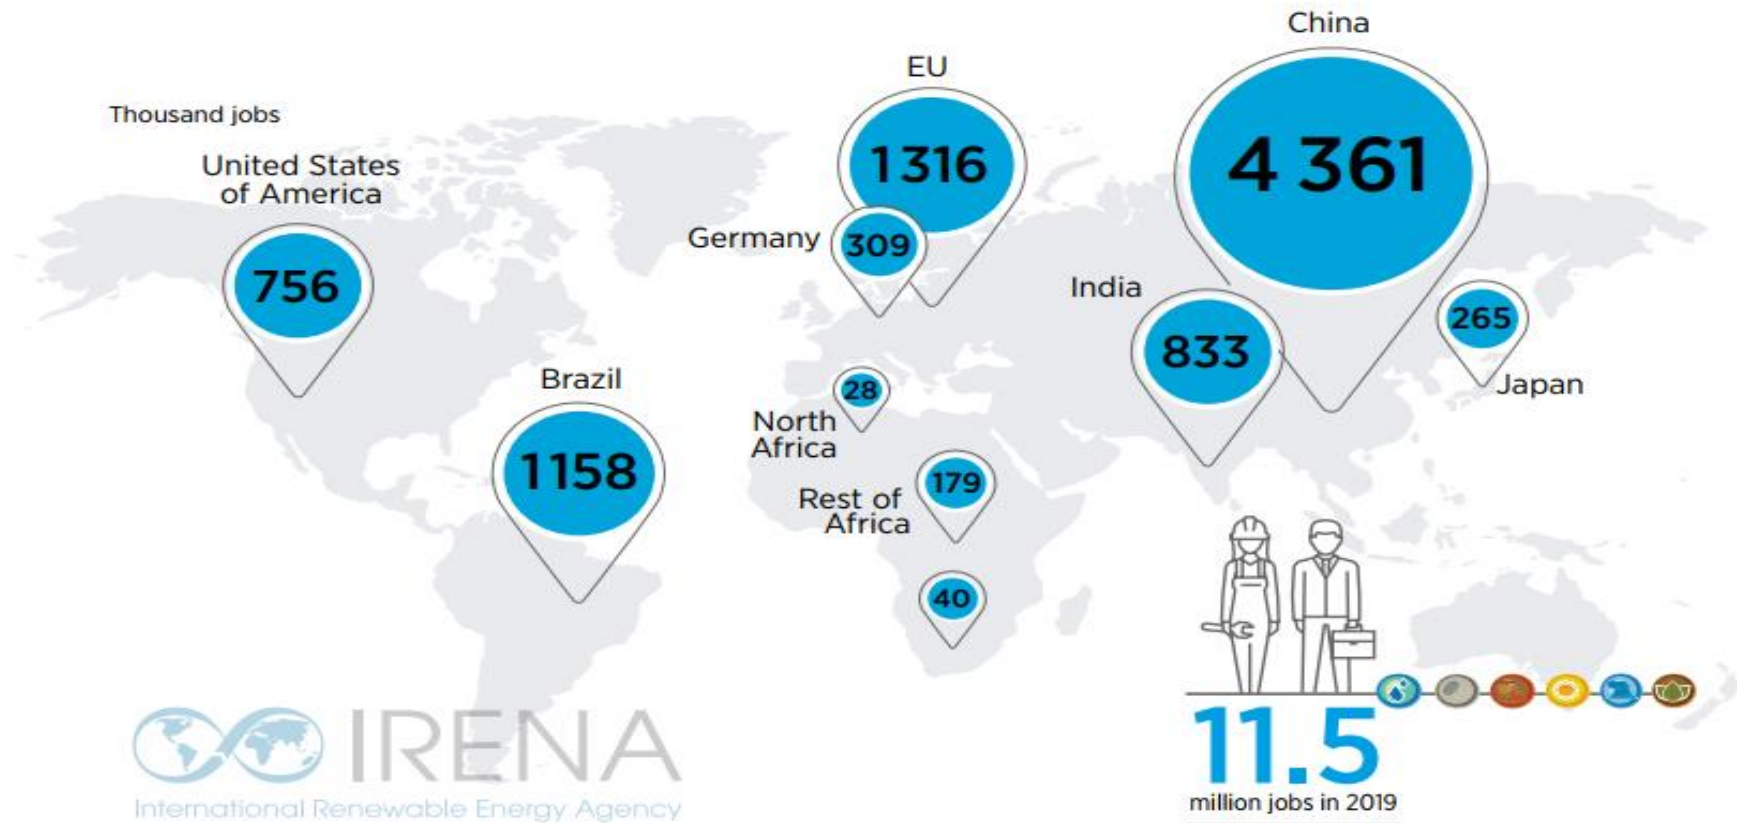 China
EU
Thousand jobs
United States
of America
4 361
1 316
Germany
309
756
India
265
833
Brazil
Japan
28
North
Africa
1158
179
Rest of
Africa
40
IRENA
International Renewable Energy Agency
11.5
million jobs in 2019